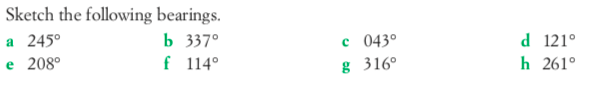 Sketch the following bearings.
a 245° b 337° c 043° d 121°
e 208° f 114° g 316° h 261°